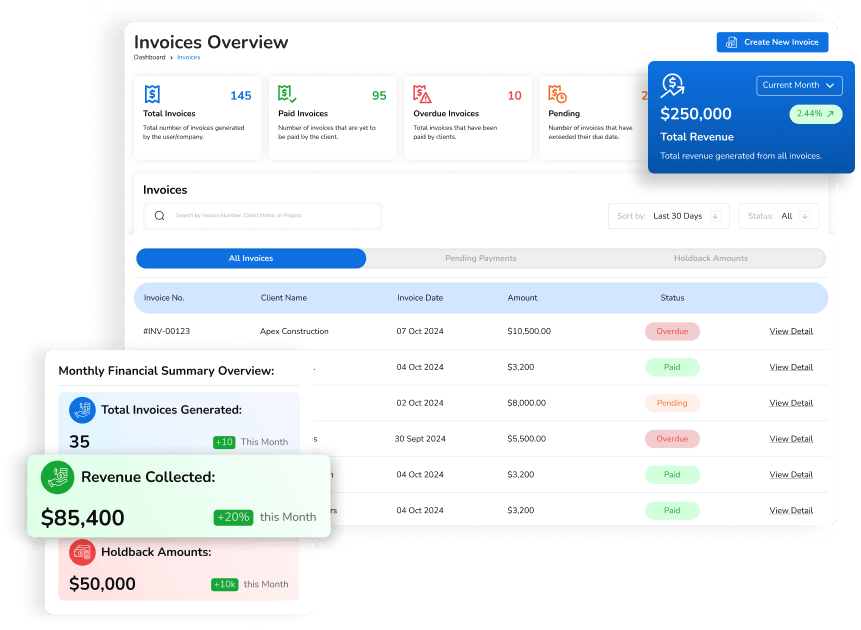 Invoices Overview
Dashboard > Invoices
Create New Invoice
145
Total Invoices
Total number of invoices generated
by the user/company.
95
Paid Invoices
Number of invoices that are yet to
be paid by the client.
10
Overdue Invoices
Total invoices that have been
paid by clients.
2
Pending
Number of invoices that have
exceeded their due date.
Current Month
$250,000
2.44%
Total Revenue
Total revenue generated from all invoices.
Invoices
Search by Invoice Number, Client Name, or Project.
Sort by: Last 30 Days
Status: All
All Invoices Pending Payments Holdback Amounts
Invoice No. Client Name Invoice Date Amount Status
#INV-00123 Apex Construction 07 Oct 2024 $10,500.00 Overdue View Detail
04 Oct 2024 $3,200 Paid View Detail
02 Oct 2024 $8,000.00 Pending View Detail
s 30 Sept 2024 $5,500.00 Overdue View Detail
n 04 Oct 2024 $3,200 Paid View Detail
rs 04 Oct 2024 $3,200 Paid View Detail
Monthly Financial Summary Overview:
Total Invoices Generated:
35 +10 This Month
Revenue Collected:
$85,400 +20% this Month
Holdback Amounts:
$50,000 +10k this Month